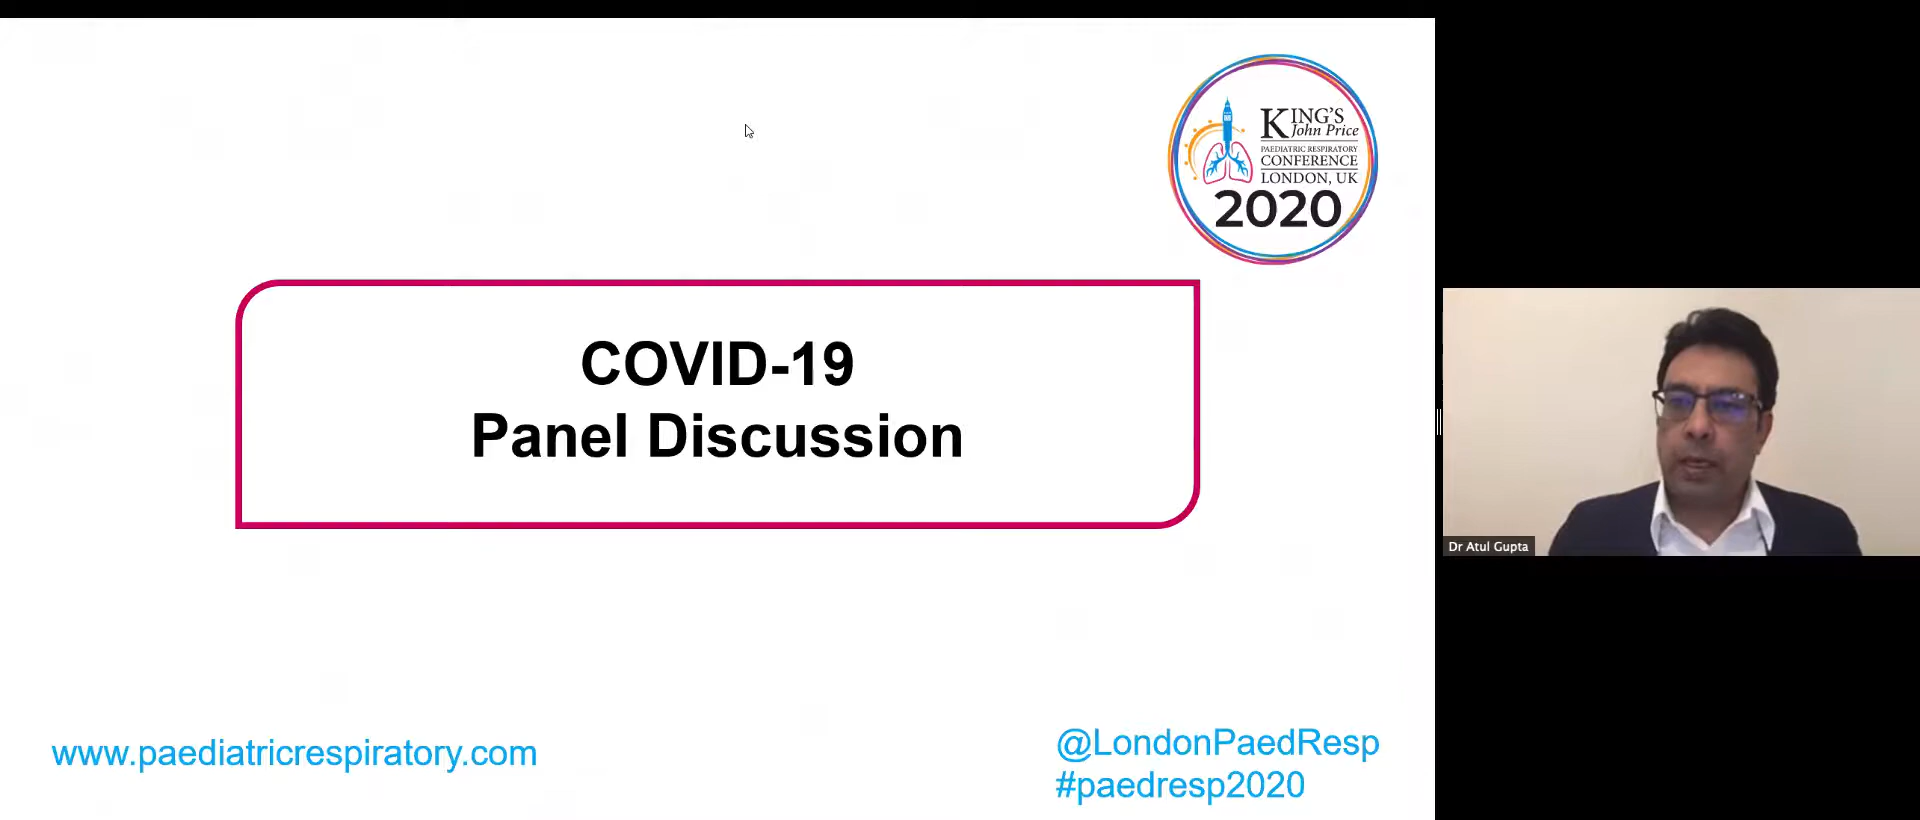 KING'S
John Price
PAEDIATRIC RESPIRATORY
CONFERENCE
LONDON, UK
2020
COVID-19
Panel Discussion
Dr Atul Gupta
www.paediatricrespiratory.com
@LondonPaedResp
#paedresp2020